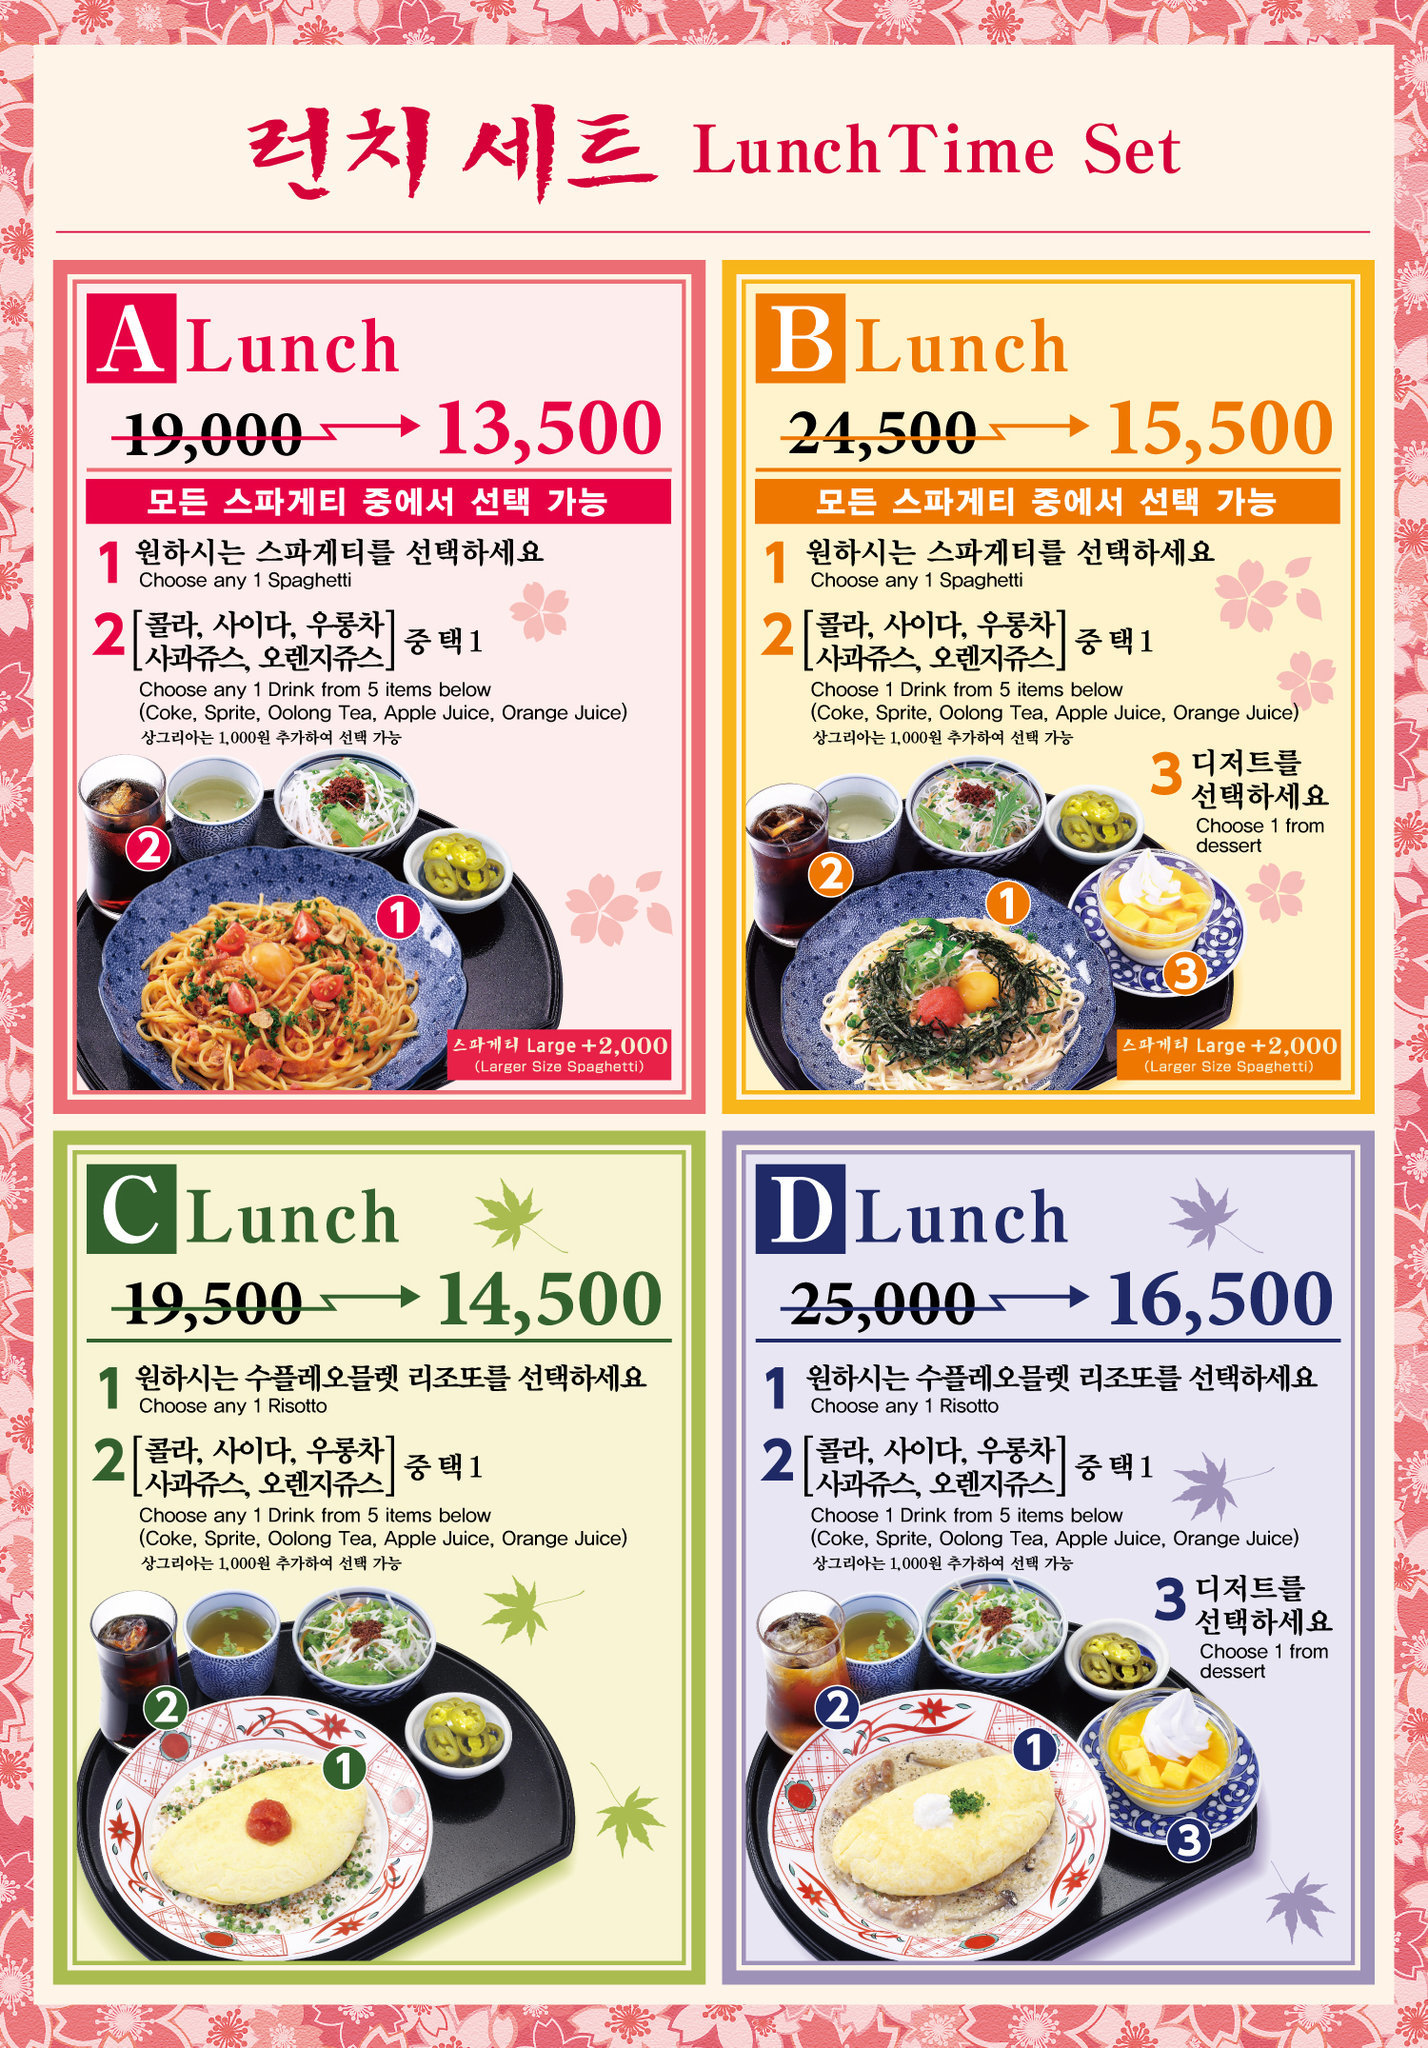 런치 세트 Lunch Time Set
A Lunch
19,000 → 13,500
모든 스파게티 중에서 선택 가능
1 원하시는 스파게티를 선택하세요
Choose any 1 Spaghetti
2 [콜라, 사이다, 우롱차
사과쥬스, 오렌지쥬스] 중 택 1
Choose any 1 Drink from 5 items below
(Coke, Sprite, Oolong Tea, Apple Juice, Orange Juice)
상그리아는 1,000원 추가하여 선택 가능
2
1
스파게티 Large +2,000
(Larger Size Spaghetti)
B Lunch
24,500 → 15,500
모든 스파게티 중에서 선택 가능
1 원하시는 스파게티를 선택하세요
Choose any 1 Spaghetti
2 [콜라, 사이다, 우롱차
사과쥬스, 오렌지쥬스] 중 택 1
Choose 1 Drink from 5 items below
(Coke, Sprite, Oolong Tea, Apple Juice, Orange Juice)
상그리아는 1,000원 추가하여 선택 가능
3 디저트를
선택하세요
Choose 1 from
dessert
2
1
3
스파게티 Large +2,000
(Larger Size Spaghetti)
C Lunch
19,500 → 14,500
1 원하시는 수플레오믈렛 리조또를 선택하세요
Choose any 1 Risotto
2 [콜라, 사이다, 우롱차
사과쥬스, 오렌지쥬스] 중 택 1
Choose any 1 Drink from 5 items below
(Coke, Sprite, Oolong Tea, Apple Juice, Orange Juice)
상그리아는 1,000원 추가하여 선택 가능
2
1
D Lunch
25,000 → 16,500
1 원하시는 수플레오믈렛 리조또를 선택하세요
Choose any 1 Risotto
2 [콜라, 사이다, 우롱차
사과쥬스, 오렌지쥬스] 중 택 1
Choose 1 Drink from 5 items below
(Coke, Sprite, Oolong Tea, Apple Juice, Orange Juice)
상그리아는 1,000원 추가하여 선택 가능
3 디저트를
선택하세요
Choose 1 from
dessert
2
1
3